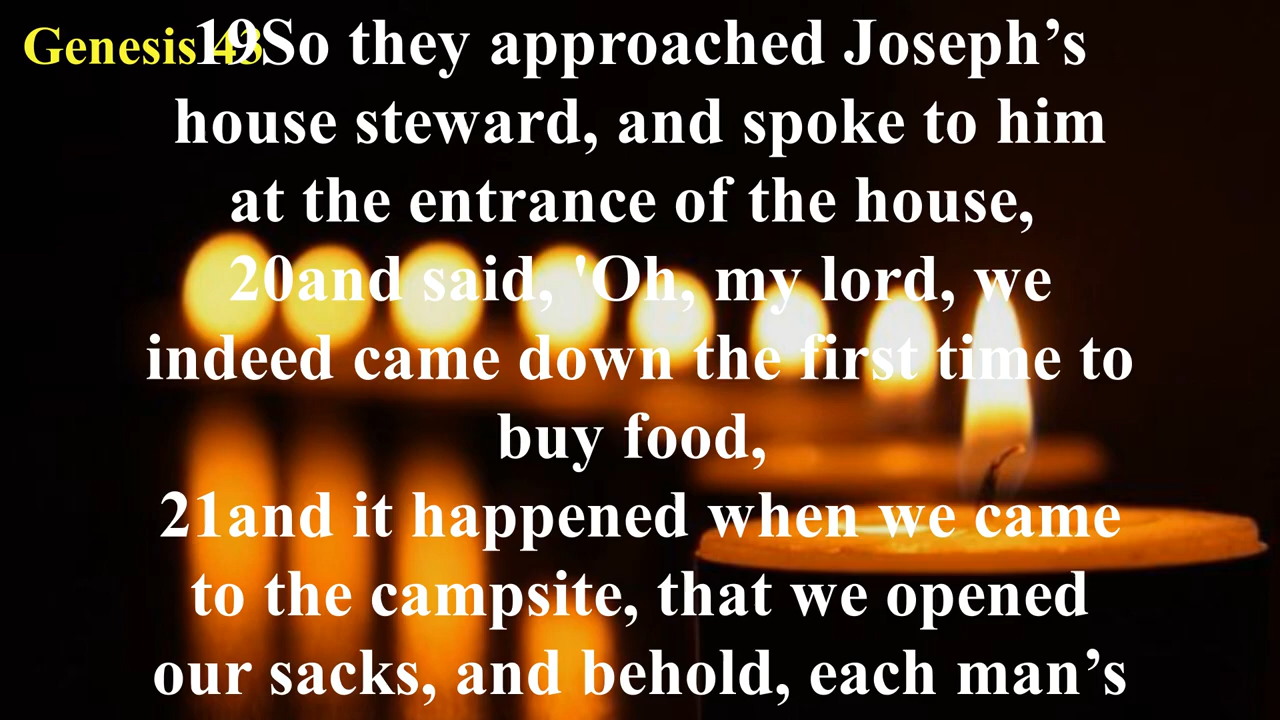 Genesis 43
19So they approached Joseph’s
house steward, and spoke to him
at the entrance of the house,
20and said, 'Oh, my lord, we
indeed came down the first time to
buy food,
21and it happened when we came
to the campsite, that we opened
our sacks, and behold, each man’s